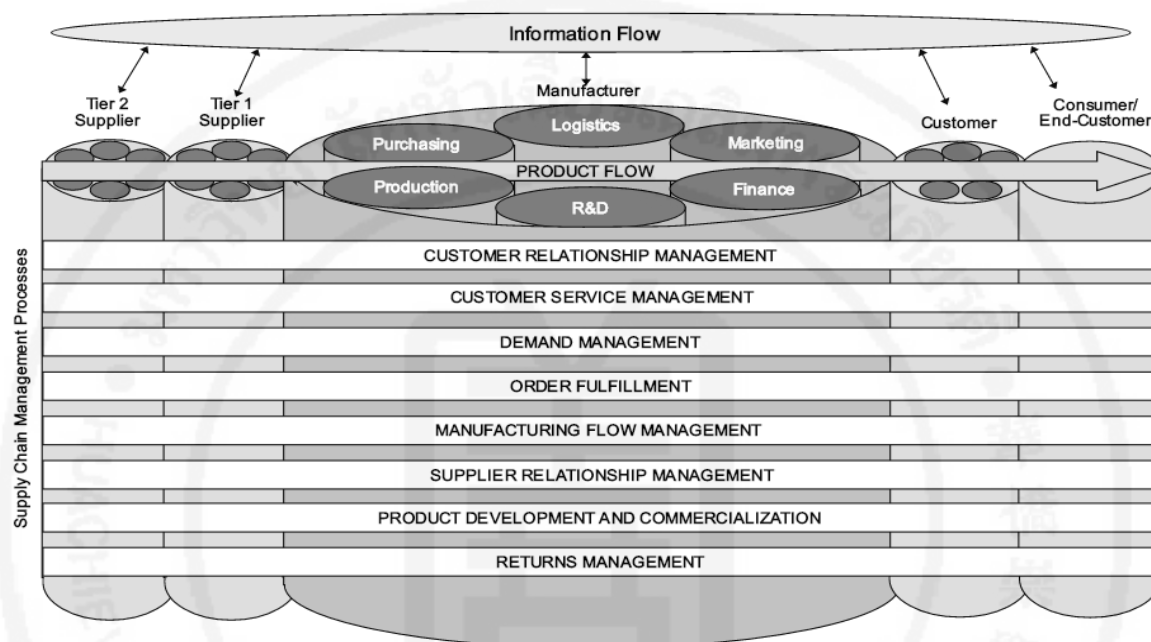 Information Flow
Tier 2
Supplier
Tier 1
Supplier
Manufacturer
Customer
Consumer/
End-Customer
Logistics
Purchasing
Marketing
PRODUCT FLOW
Production
Finance
R&D
Supply Chain Management Processes
CUSTOMER RELATIONSHIP MANAGEMENT
CUSTOMER SERVICE MANAGEMENT
DEMAND MANAGEMENT
ORDER FULFILLMENT
MANUFACTURING FLOW MANAGEMENT
SUPPLIER RELATIONSHIP MANAGEMENT
PRODUCT DEVELOPMENT AND COMMERCIALIZATION
RETURNS MANAGEMENT